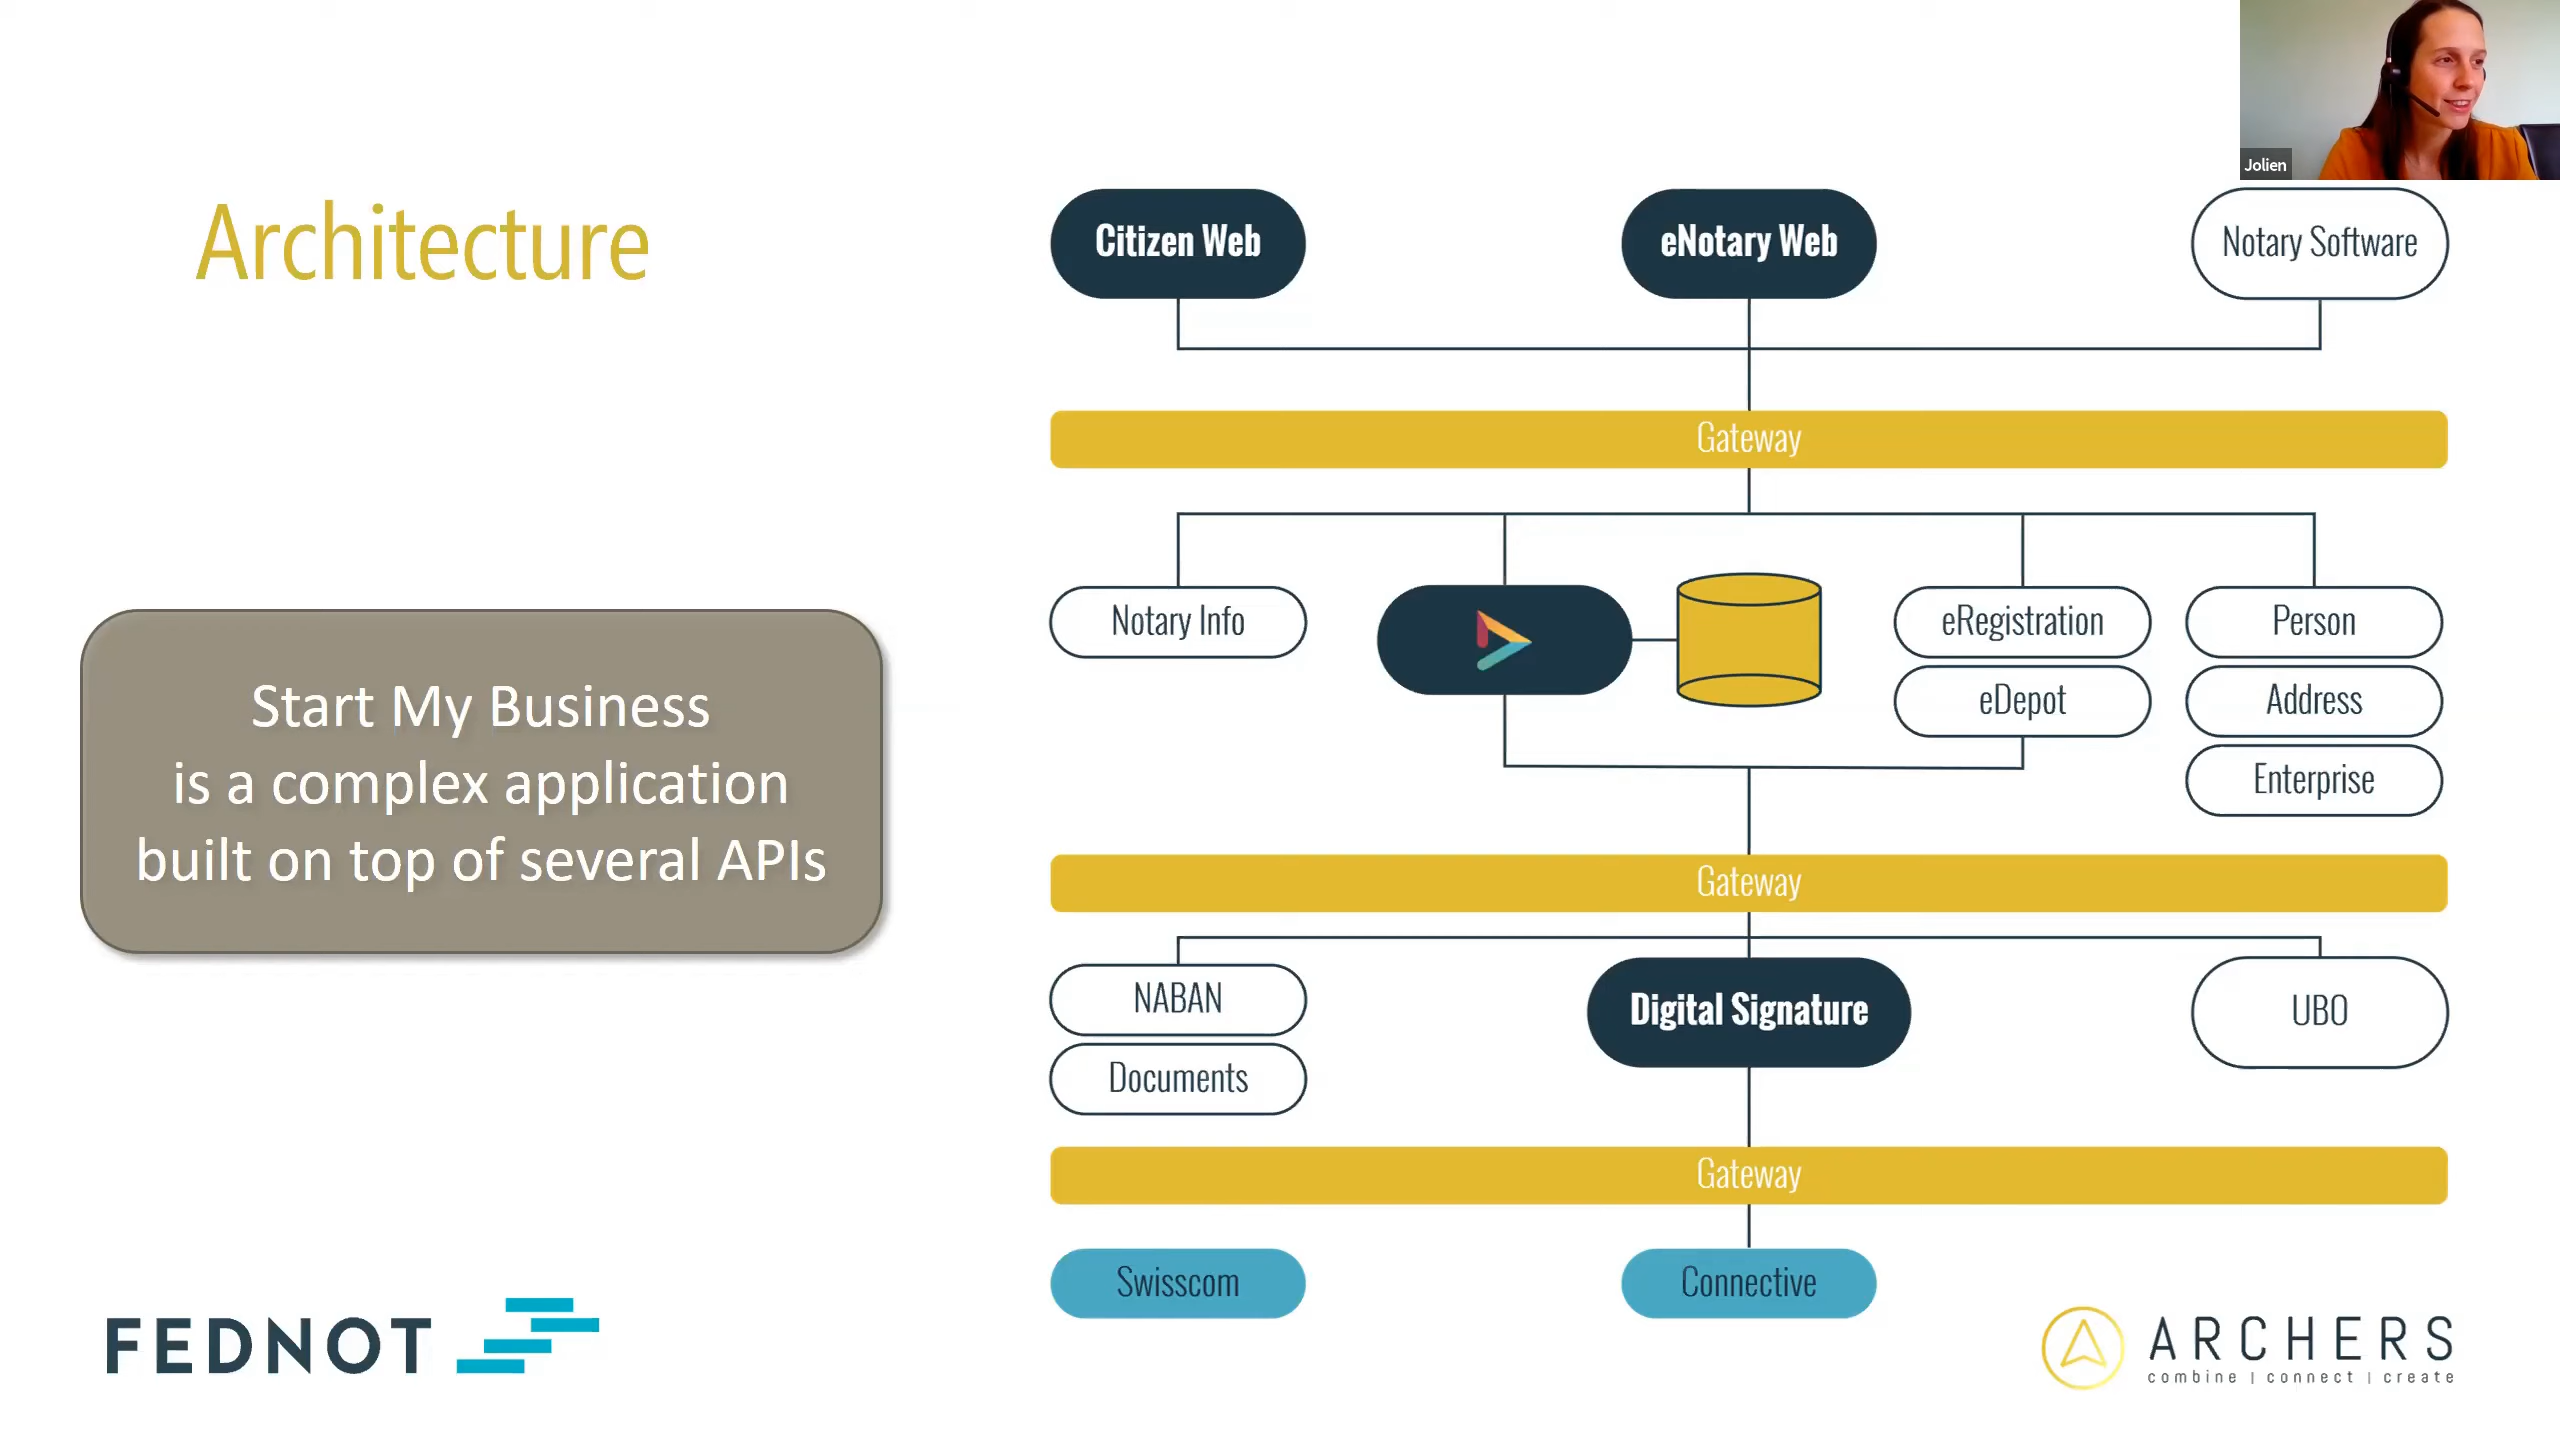 Jolien
Architecture
Start My Business
is a complex application
built on top of several APIs
Citizen Web
eNotary Web
Notary Software
Gateway
Notary Info
eRegistration
Person
eDepot
Address
Enterprise
Gateway
NABAN
Digital Signature
UBO
Documents
Gateway
Swisscom
Connective
FEDNOT
ARCHERS
combine | connect | create